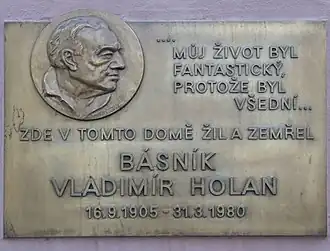 .... MŮJ ŽIVOT BYL
FANTASTICKÝ,
PROTOŽE BYL
VŠEDNÍ...
ZDE V TOMTO DOMĚ ŽIL A ZEMŘEL
BÁSNÍK
VLADIMÍR HOLAN
16.9.1905 - 31.3.1980